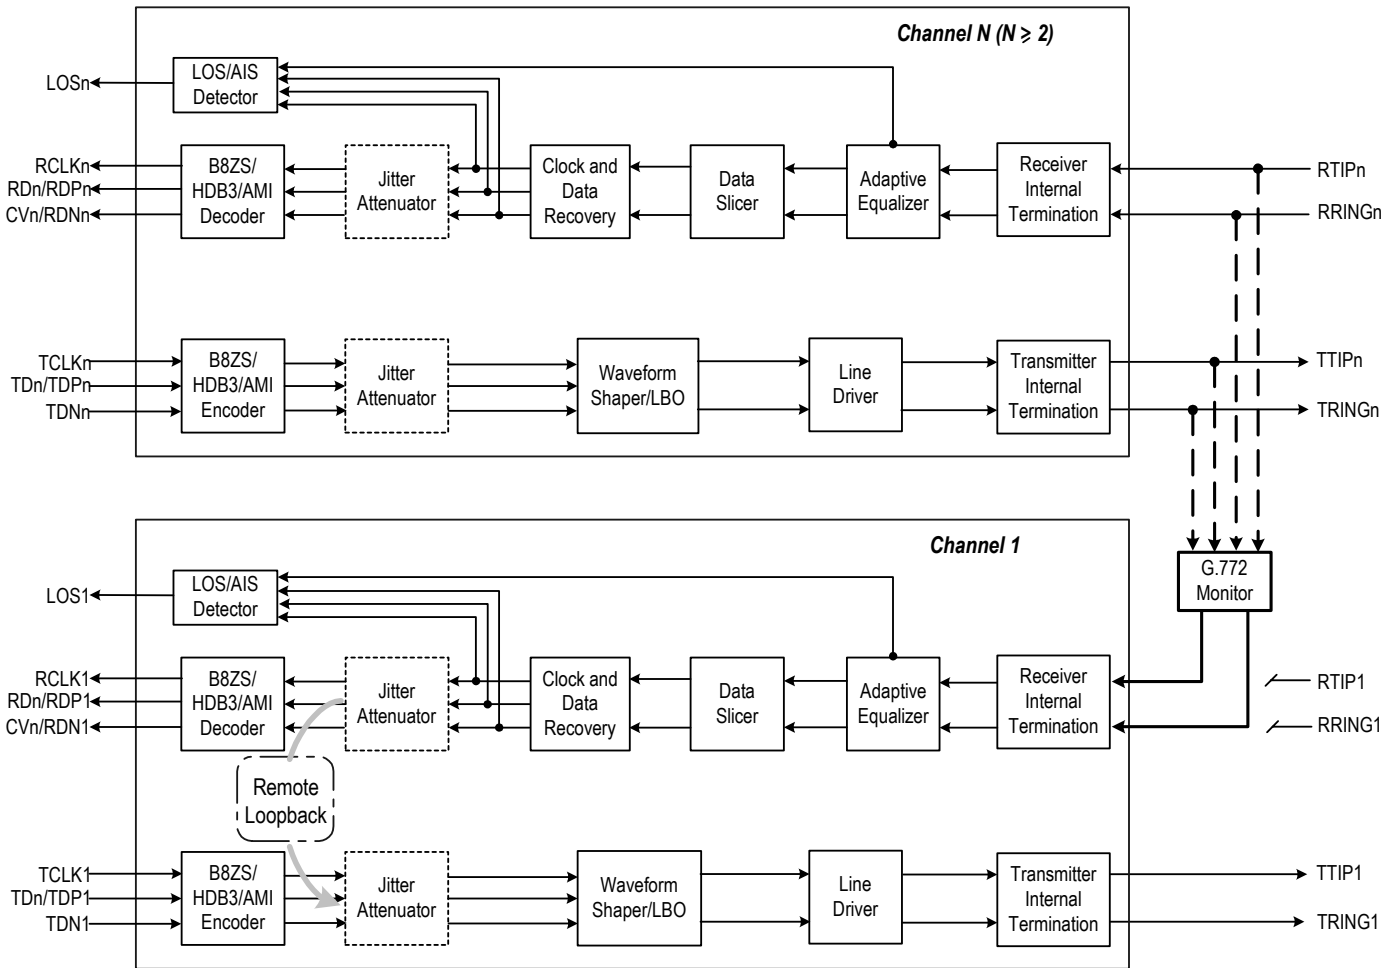 Channel N (N ⩾ 2)
LOSn
LOS/AIS
Detector
RCLKn
RDn/RDPn
CVn/RDNn
B8ZS/
HDB3/AMI
Decoder
Jitter
Attenuator
Clock and
Data
Recovery
Data
Slicer
Adaptive
Equalizer
Receiver
Internal
Termination
RTIPn
RRINGn
TCLKn
TDn/TDPn
TDNn
B8ZS/
HDB3/AMI
Encoder
Jitter
Attenuator
Waveform
Shaper/LBO
Line
Driver
Transmitter
Internal
Termination
TTIPn
TRINGn
Channel 1
G.772
Monitor
LOS1
LOS/AIS
Detector
RCLK1
RDn/RDP1
CVn/RDN1
B8ZS/
HDB3/AMI
Decoder
Jitter
Attenuator
Clock and
Data
Recovery
Data
Slicer
Adaptive
Equalizer
Receiver
Internal
Termination
RTIP1
RRING1
Remote
Loopback
TCLK1
TDn/TDP1
TDN1
B8ZS/
HDB3/AMI
Encoder
Jitter
Attenuator
Waveform
Shaper/LBO
Line
Driver
Transmitter
Internal
Termination
TTIP1
TRING1